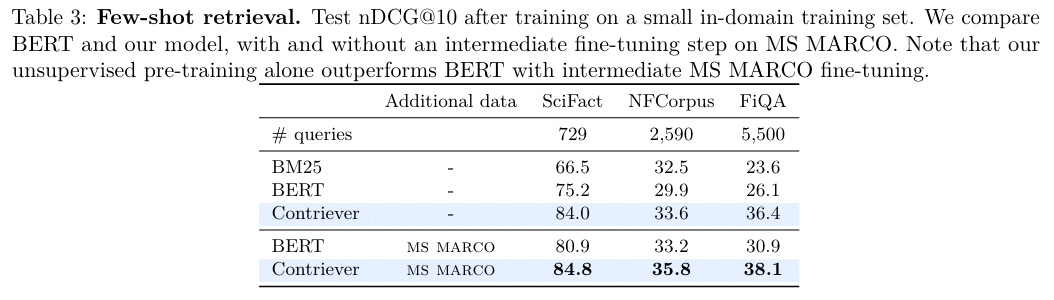 Table 3: Few-shot retrieval. Test nDCG@10 after training on a small in-domain training set. We compare
BERT and our model, with and without an intermediate fine-tuning step on MS MARCO. Note that our
unsupervised pre-training alone outperforms BERT with intermediate MS MARCO fine-tuning.
Additional data SciFact NFCorpus FiQA
# queries 729 2,590 5,500
BM25 - 66.5 32.5 23.6
BERT - 75.2 29.9 26.1
Contriever - 84.0 33.6 36.4
BERT MS MARCO 80.9 33.2 30.9
Contriever MS MARCO 84.8 35.8 38.1